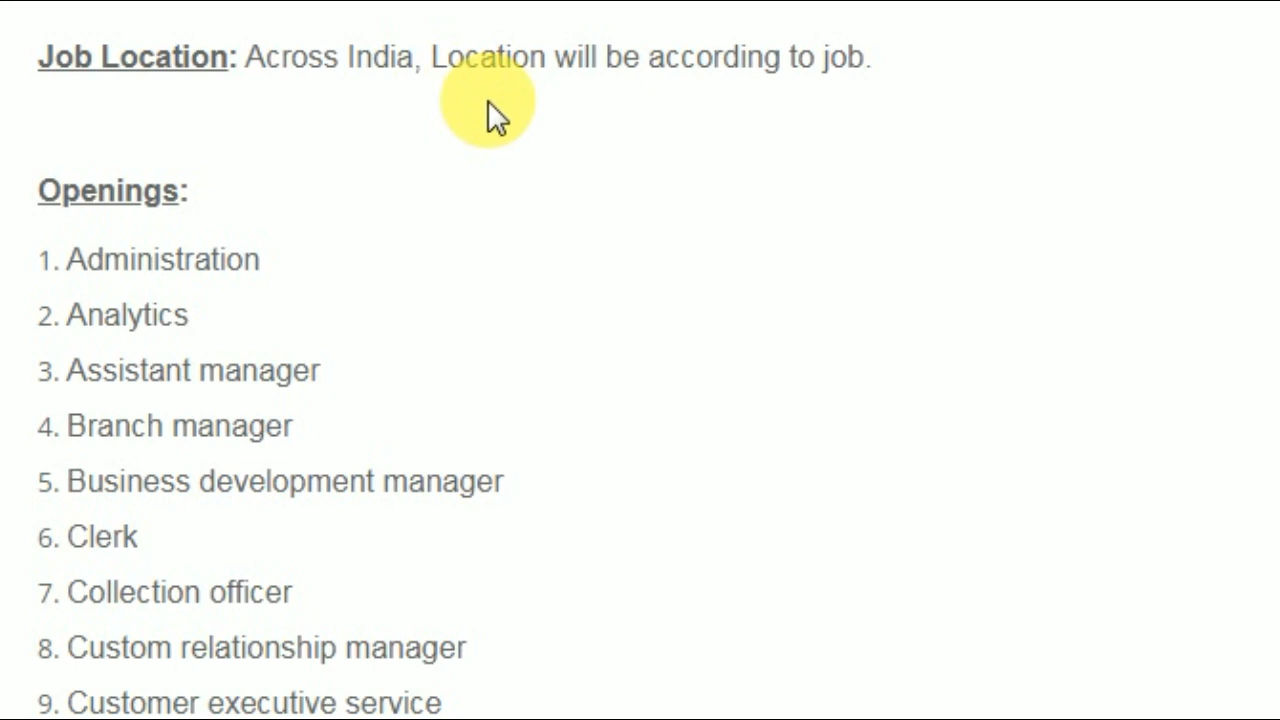 Job Location: Across India, Location will be according to job.
Openings:
1. Administration
2. Analytics
3. Assistant manager
4. Branch manager
5. Business development manager
6. Clerk
7. Collection officer
8. Custom relationship manager
9. Customer executive service